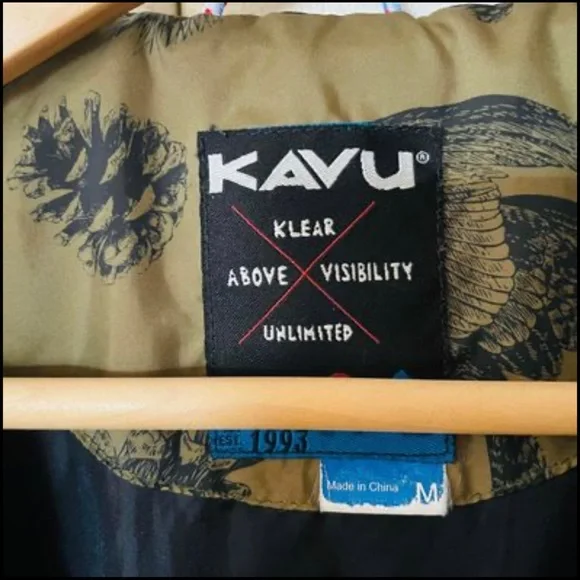 KAVU®
KLEAR
ABOVE VISIBILITY
UNLIMITED
EST. 1993
Made in China M